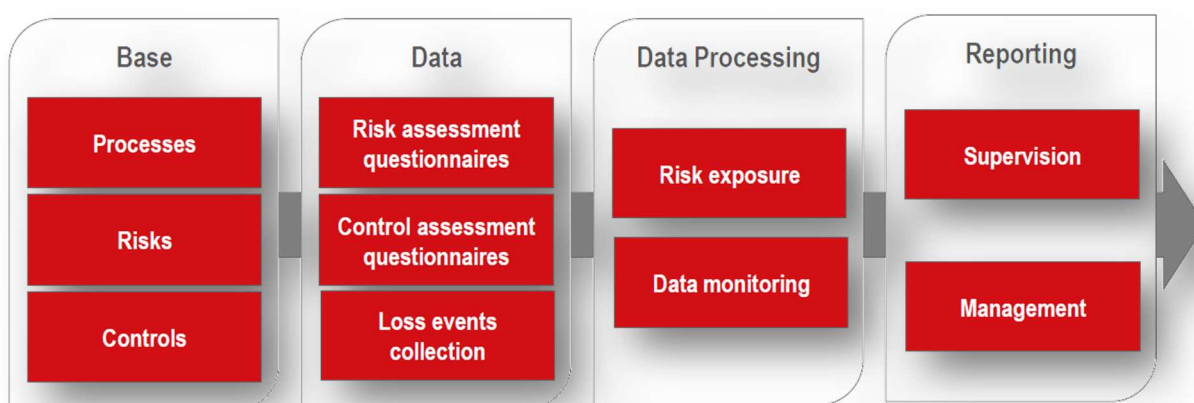 Base
Processes
Risks
Controls
Data
Risk assessment
questionnaires
Control assessment
questionnaires
Loss events
collection
Data Processing
Risk exposure
Data monitoring
Reporting
Supervision
Management